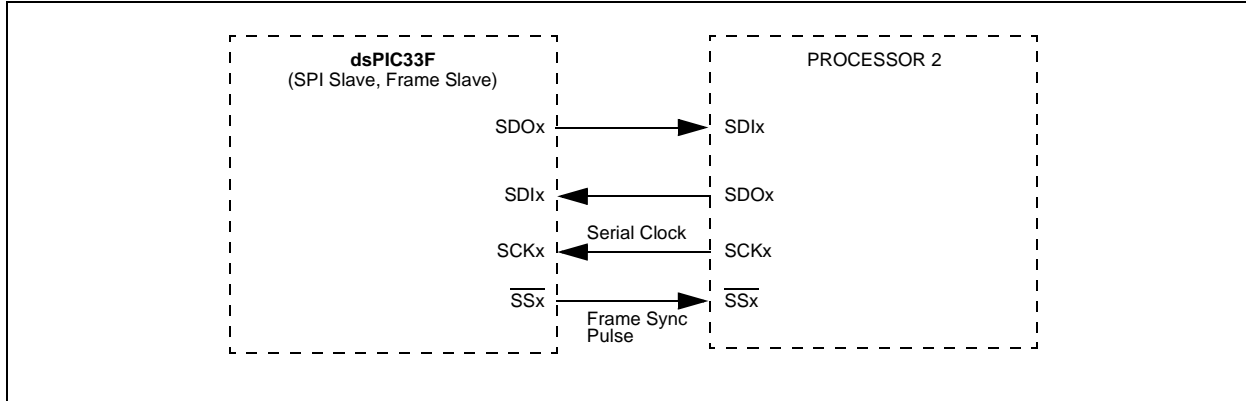 dsPIC33F
(SPI Slave, Frame Slave)
PROCESSOR 2
SDOx
SDIx
SDIx
SDOx
Serial Clock
SCKx
SCKx
SSx
SSx
Frame Sync
Pulse